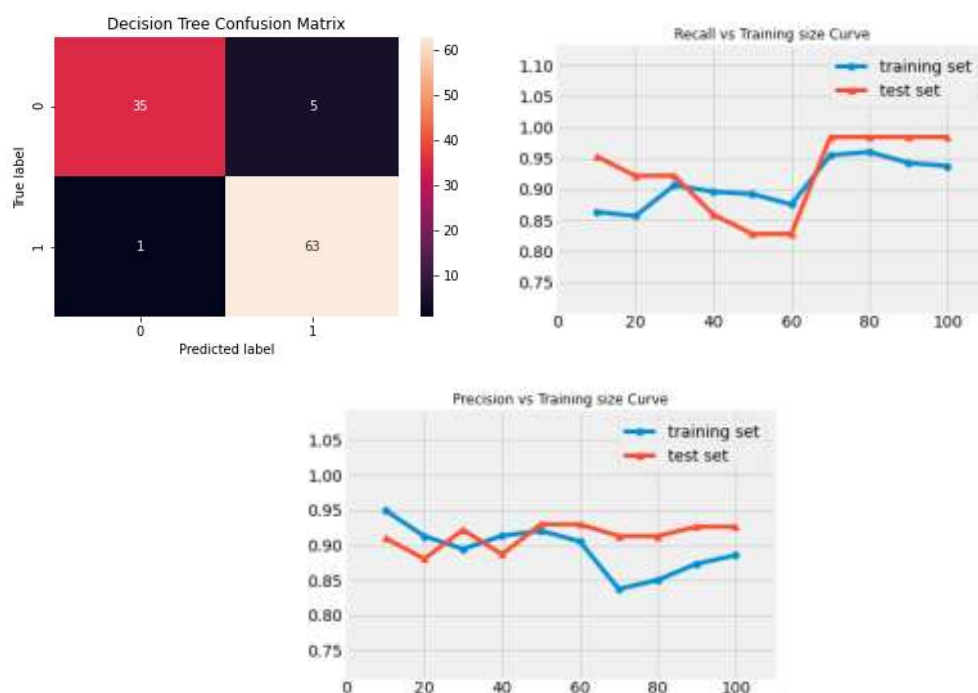 Decision Tree Confusion Matrix
True label
0
1
35
5
1
63
0
1
Predicted label
60
50
40
30
20
10
Recall vs Training size Curve
training set
test set
1.10
1.05
1.00
0.95
0.90
0.85
0.80
0.75
0 20 40 60 80 100
Precision vs Training size Curve
training set
test set
1.05
1.00
0.95
0.90
0.85
0.80
0.75
0 20 40 60 80 100